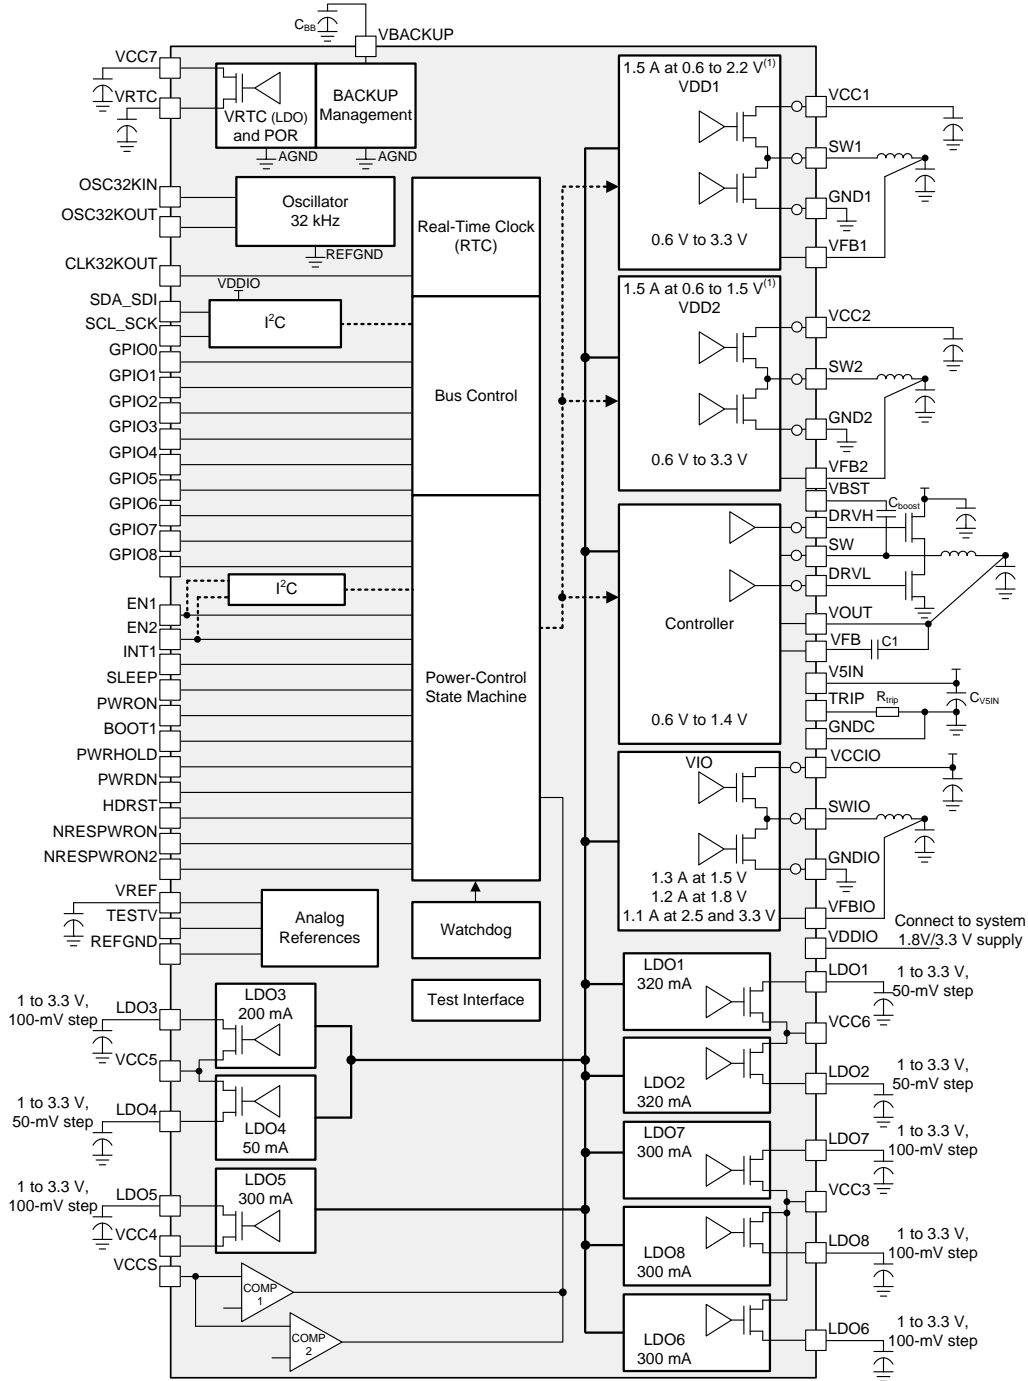 CBB
VBACKUP
VCC7
VRTC
VRTC (LDO)
and POR
BACKUP
Management
AGND
AGND
OSC32KIN
OSC32KOUT
Oscillator
32 kHz
REFGND
CLK32KOUT
Real-Time Clock
(RTC)
VDDIO
SDA_SDI
SCL_SCK
I²C
GPIO0
GPIO1
GPIO2
GPIO3
GPIO4
GPIO5
GPIO6
GPIO7
GPIO8
Bus Control
I²C
EN1
EN2
INT1
SLEEP
PWRON
BOOT1
PWRHOLD
PWRDN
HDRST
NRESPWRON
NRESPWRON2
Power-Control
State Machine
VREF
TESTV
REFGND
Analog
References
Watchdog
Test Interface
1 to 3.3 V,
100-mV step
LDO3
LDO3
200 mA
VCC5
1 to 3.3 V,
50-mV step
LDO4
LDO4
50 mA
1 to 3.3 V,
100-mV step
LDO5
LDO5
300 mA
VCC4
VCCS
COMP
1
COMP
2
1.5 A at 0.6 to 2.2 V(1)
VDD1
0.6 V to 3.3 V
VCC1
SW1
GND1
VFB1
1.5 A at 0.6 to 1.5 V(1)
VDD2
0.6 V to 3.3 V
VCC2
SW2
GND2
VFB2
VBST
Cboost
DRVH
SW
DRVL
Controller
VOUT
VFB
C1
V5IN
CV5IN
TRIP
Rtrip
GNDC
0.6 V to 1.4 V
VIO
1.3 A at 1.5 V
1.2 A at 1.8 V
1.1 A at 2.5 and 3.3 V
VCCIO
SWIO
GNDIO
VFBIO
VDDIO
Connect to system
1.8V/3.3 V supply
LDO1
320 mA
LDO1
1 to 3.3 V,
50-mV step
VCC6
LDO2
320 mA
LDO2
1 to 3.3 V,
50-mV step
LDO7
300 mA
LDO7
1 to 3.3 V,
100-mV step
VCC3
LDO8
300 mA
LDO8
1 to 3.3 V,
100-mV step
LDO6
300 mA
LDO6
1 to 3.3 V,
100-mV step